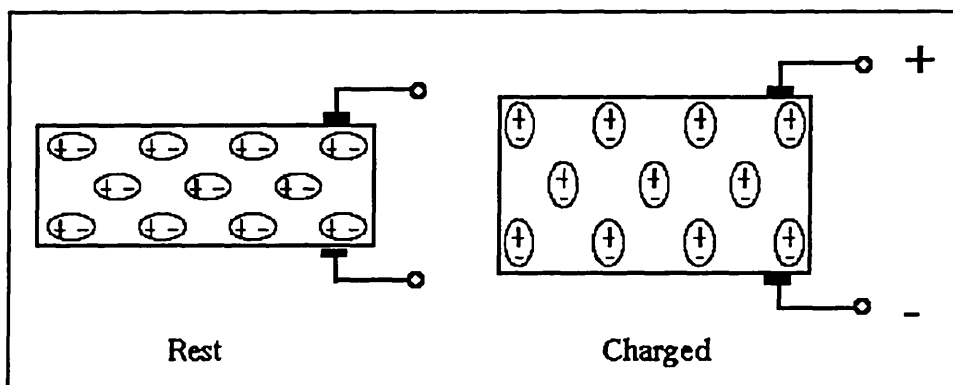 +
+ - + - + - + -
+ - + - + - 
+ - + - + - + -
Rest
+ + + +
- - - -
+ + +
- - -
+ + + +
- - - -
-
Charged